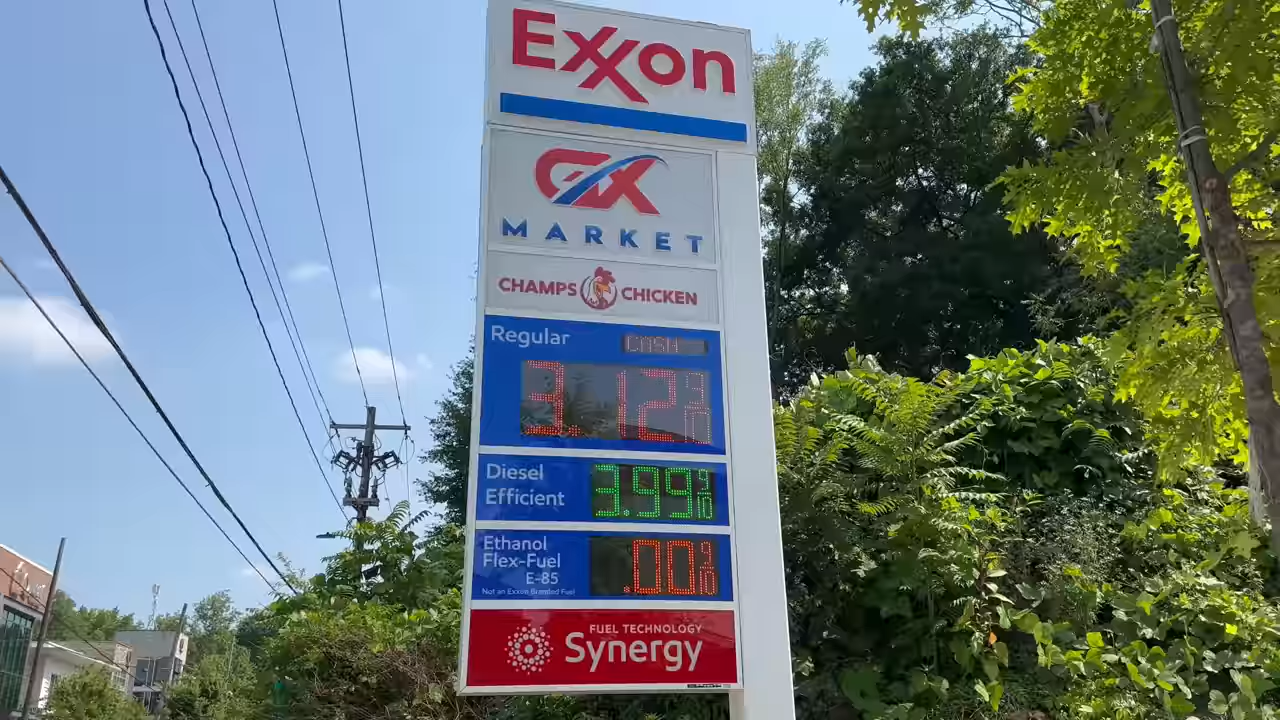 Exxon
GX
MARKET
CHAMPS CHICKEN
Regular CASH
3.12 9/10
Diesel
Efficient
3.99 9/10
Ethanol
Flex-Fuel
E-85
Not an Exxon Branded Fuel
.00 9/10
FUEL TECHNOLOGY
Synergy